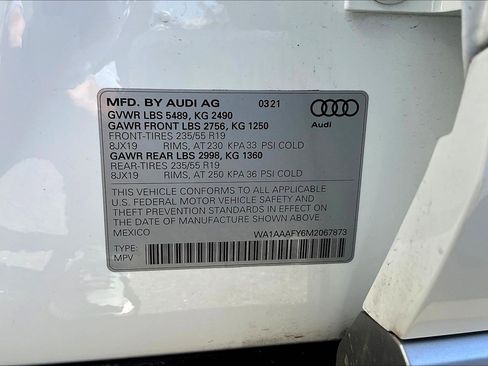 MFD. BY AUDI AG 03 21
GVWR LBS 5489, KG 2490
GAWR FRONT LBS 2756, KG 1250
FRONT-TIRES 235/55 R19
8JX19 RIMS, AT 230 KPA 33 PSI COLD
GAWR REAR LBS 2998, KG 1360
REAR-TIRES 235/55 R19
8JX19 RIMS, AT 250 KPA 36 PSI COLD
Audi
THIS VEHICLE CONFORMS TO ALL APPLICABLE
U.S. FEDERAL MOTOR VEHICLE SAFETY AND
THEFT PREVENTION STANDARDS IN EFFECT ON
THE DATE OF MANUFACTURE SHOWN ABOVE.
MEXICO WA1AAAFY6M2067873
TYPE:
MPV